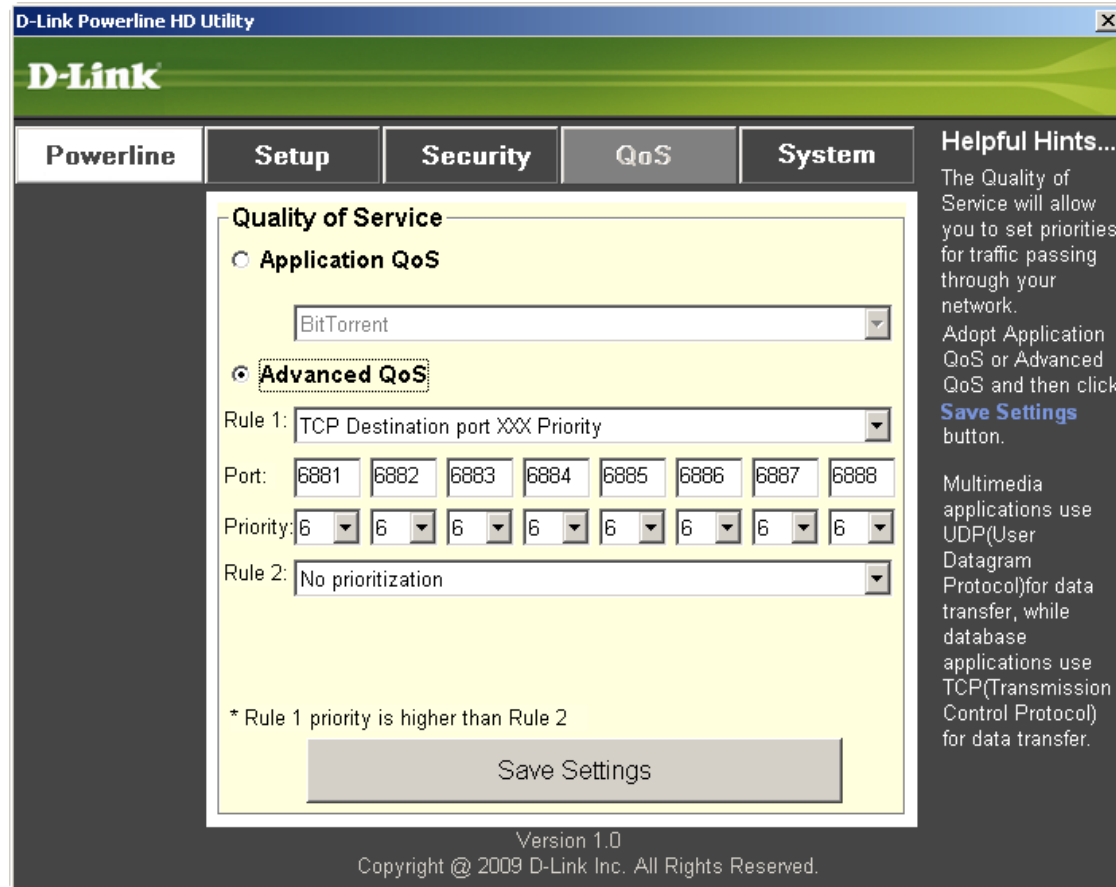 D-Link Powerline HD Utility
D-Link
Powerline
Setup
Security
QoS
System
Quality of Service
Application QoS
BitTorrent
Advanced QoS
Rule 1: TCP Destination port XXX Priority
Port: 6881 6882 6883 6884 6885 6886 6887 6888
Priority: 6 6 6 6 6 6 6 6
Rule 2: No prioritization
* Rule 1 priority is higher than Rule 2
Save Settings
Helpful Hints...
The Quality of
Service will allow
you to set priorities
for traffic passing
through your
network.
Adopt Application
QoS or Advanced
QoS and then click
Save Settings
button.
Multimedia
applications use
UDP(User
Datagram
Protocol)for data
transfer, while
database
applications use
TCP(Transmission
Control Protocol)
for data transfer.
Version 1.0
Copyright @ 2009 D-Link Inc. All Rights Reserved.